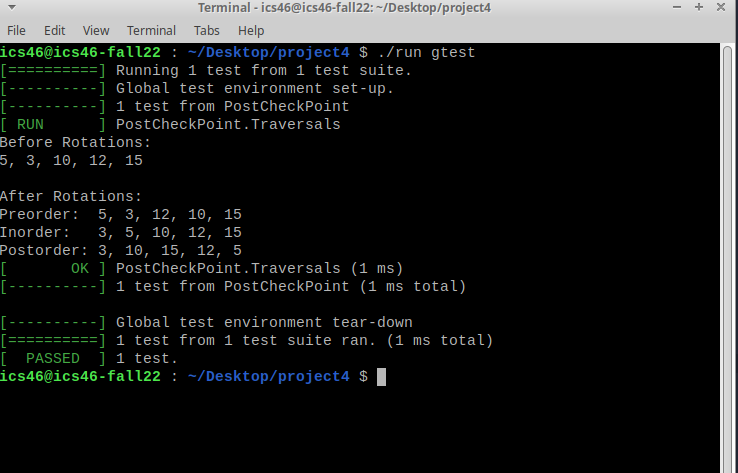 Terminal - ics46@ics46-fall22: ~/Desktop/project4
File Edit View Terminal Tabs Help
ics46@ics46-fall22 : ~/Desktop/project4 $ ./run gtest
[==========] Running 1 test from 1 test suite.
[----------] Global test environment set-up.
[----------] 1 test from PostCheckPoint
[ RUN      ] PostCheckPoint.Traversals
Before Rotations:
5, 3, 10, 12, 15
After Rotations:
Preorder:  5, 3, 12, 10, 15
Inorder:   3, 5, 10, 12, 15
Postorder: 3, 10, 15, 12, 5
[       OK ] PostCheckPoint.Traversals (1 ms)
[----------] 1 test from PostCheckPoint (1 ms total)
[----------] Global test environment tear-down
[==========] 1 test from 1 test suite ran. (1 ms total)
[  PASSED  ] 1 test.
ics46@ics46-fall22 : ~/Desktop/project4 $